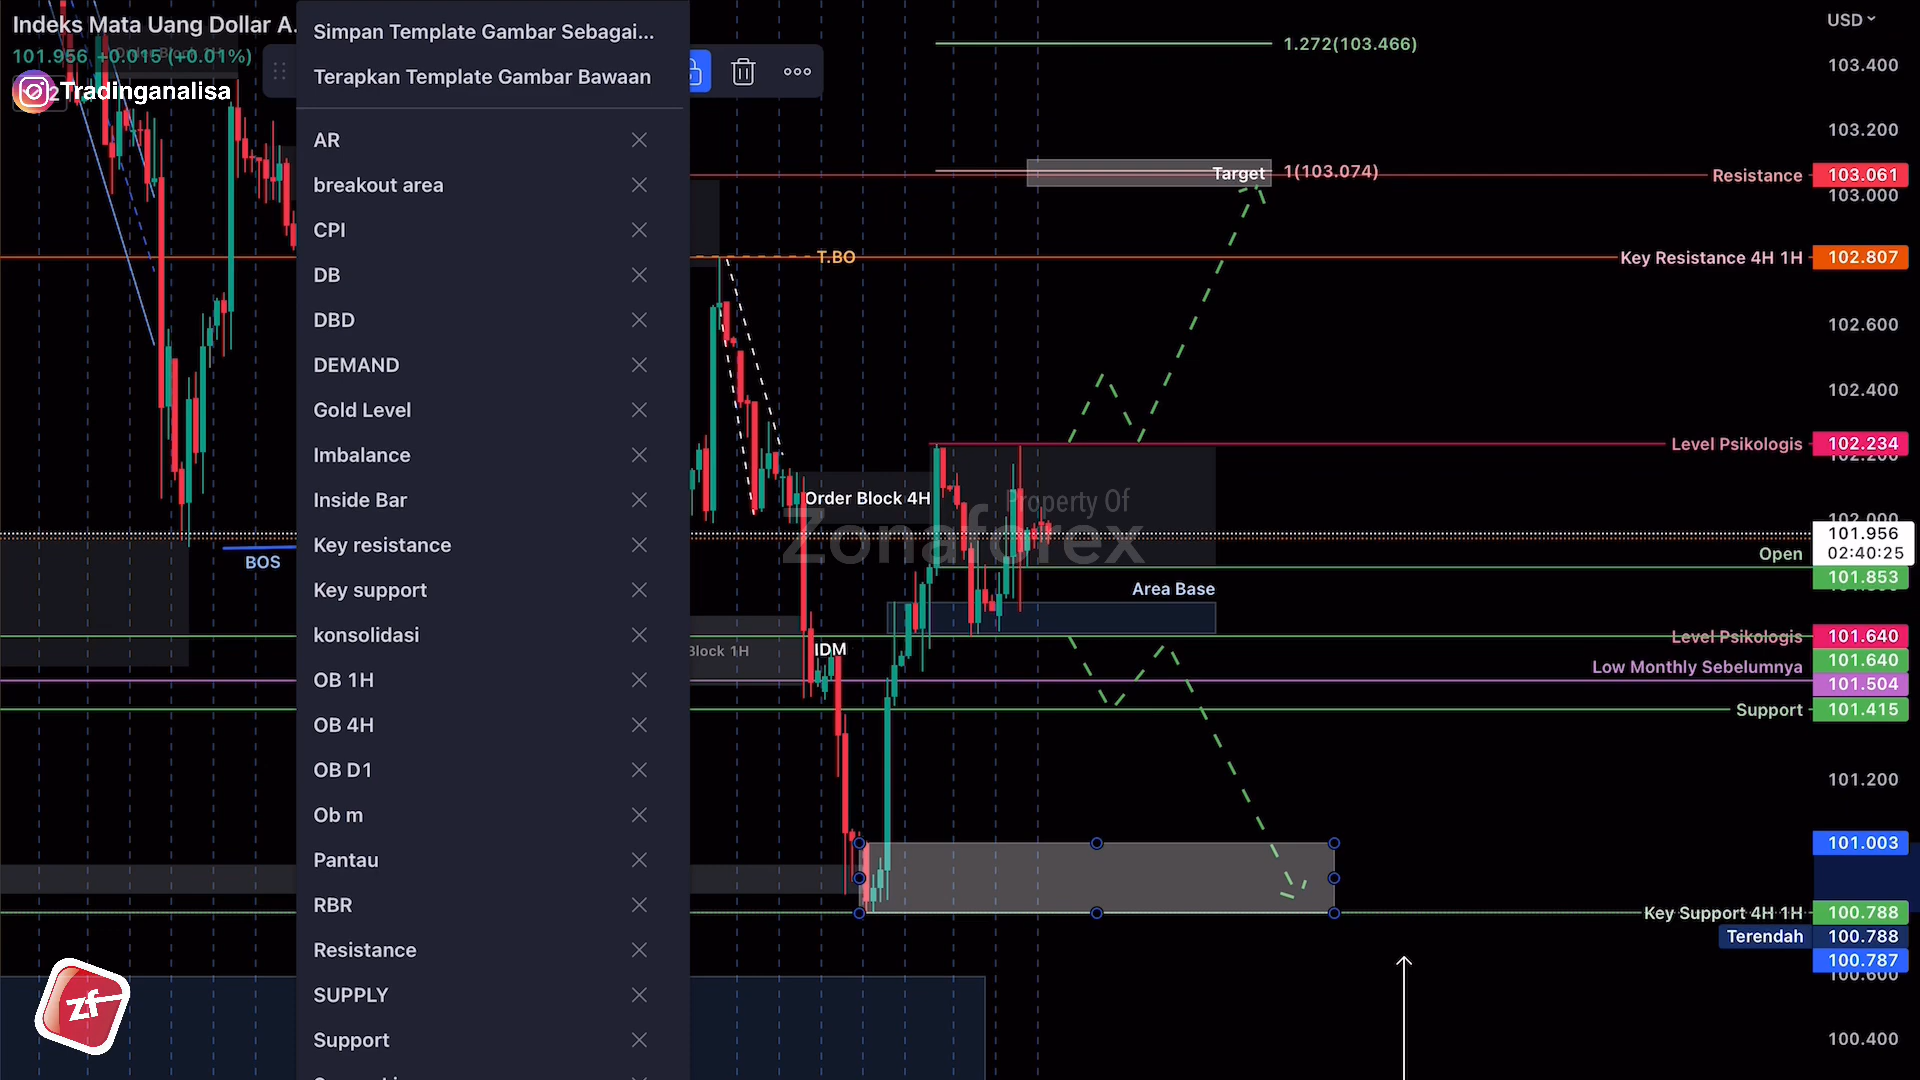 Indeks Mata Uang Dollar A.
101.956 +0.015 (+0.01%)
Tradinganalisa
Simpan Template Gambar Sebagai...
Terapkan Template Gambar Bawaan
AR
breakout area
CPI
DB
DBD
DEMAND
Gold Level
Imbalance
Inside Bar
Key resistance
Key support
konsolidasi
OB 1H
OB 4H
OB D1
Ob m
Pantau
RBR
Resistance
SUPPLY
Support
BOS
zf
1.272(103.466)
Target
1(103.074)
T.BO
Order Block 4H
Property Of
Zonaforex
Area Base
Block 1H
IDM
USD
103.400
103.200
Resistance 103.061
103.000
Key Resistance 4H 1H 102.807
102.600
102.400
Level Psikologis 102.234
102.200
102.000
101.956
02:40:25
Open
101.853
Level Psikologis 101.640
101.640
Low Monthly Sebelumnya
101.504
Support 101.415
101.200
101.003
Key Support 4H 1H 100.788
Terendah 100.788
100.787
100.600
100.400